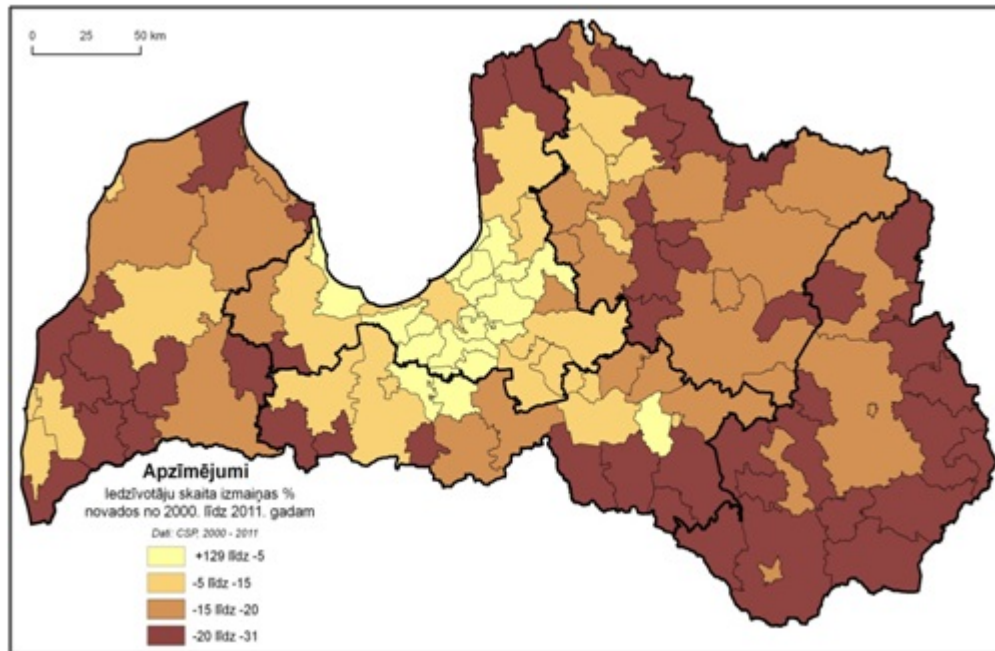 0 25 50 km
Apzīmējumi
Iedzīvotāju skaita izmaiņas %
novados no 2000. līdz 2011. gadam
Dati: CSP, 2000 - 2011
+129 līdz -5
-5 līdz -15
-15 līdz -20
-20 līdz -31